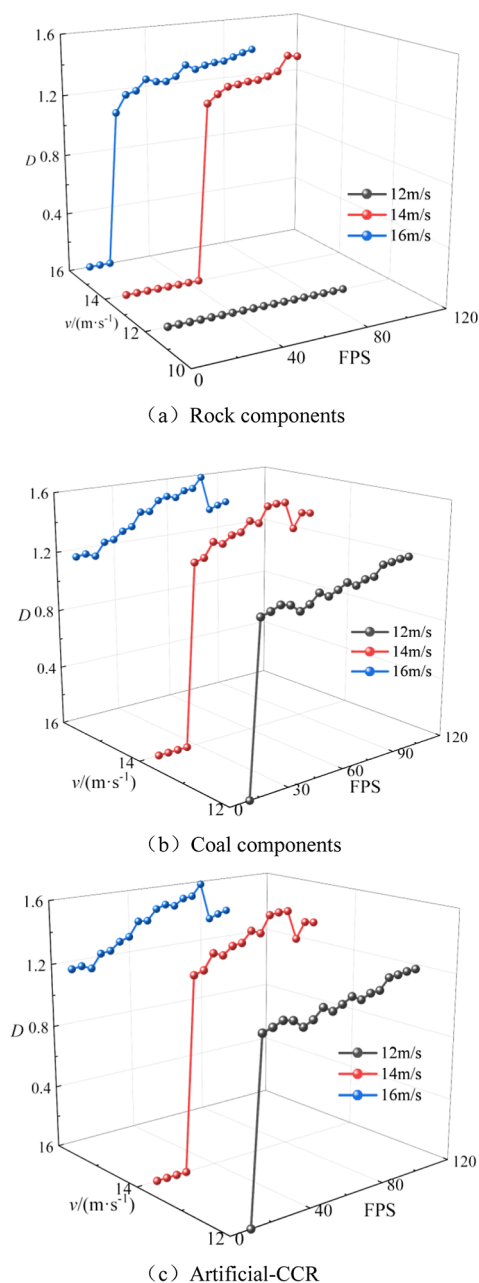 1.6
1.2
D 0.8
0.4
12m/s
14m/s
16m/s
16
14
v/(m·s-1) 12
10
0
40
FPS
80
120
（a）Rock components
1.6
1.2
D 0.8
0.4
12m/s
14m/s
16m/s
16
14
v/(m·s-1)
12
0
30
60
FPS
90
120
（b）Coal components
1.6
1.2
D 0.8
0.4
12m/s
14m/s
16m/s
16
14
v/(m·s-1)
12
0
40
FPS
80
120
（c）Artificial-CCR